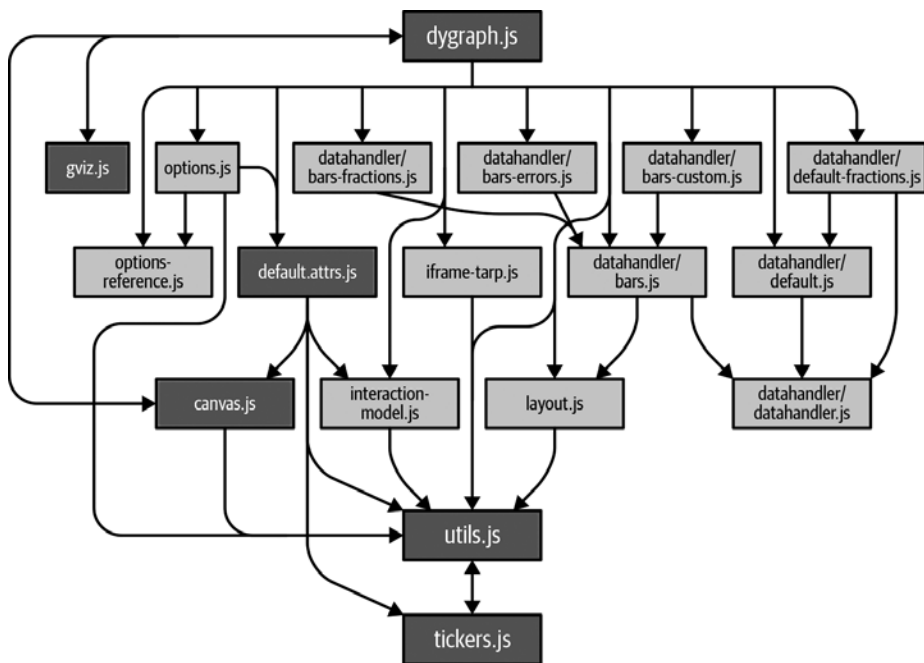 dygraph.js
gviz.js
options.js
datahandler/
bars-fractions.js
datahandler/
bars-errors.js
datahandler/
bars-custom.js
datahandler/
default-fractions.js
options-
reference.js
default.attrs.js
iframe-tarp.js
datahandler/
bars.js
datahandler/
default.js
canvas.js
interaction-
model.js
layout.js
datahandler/
datahandler.js
utils.js
tickers.js